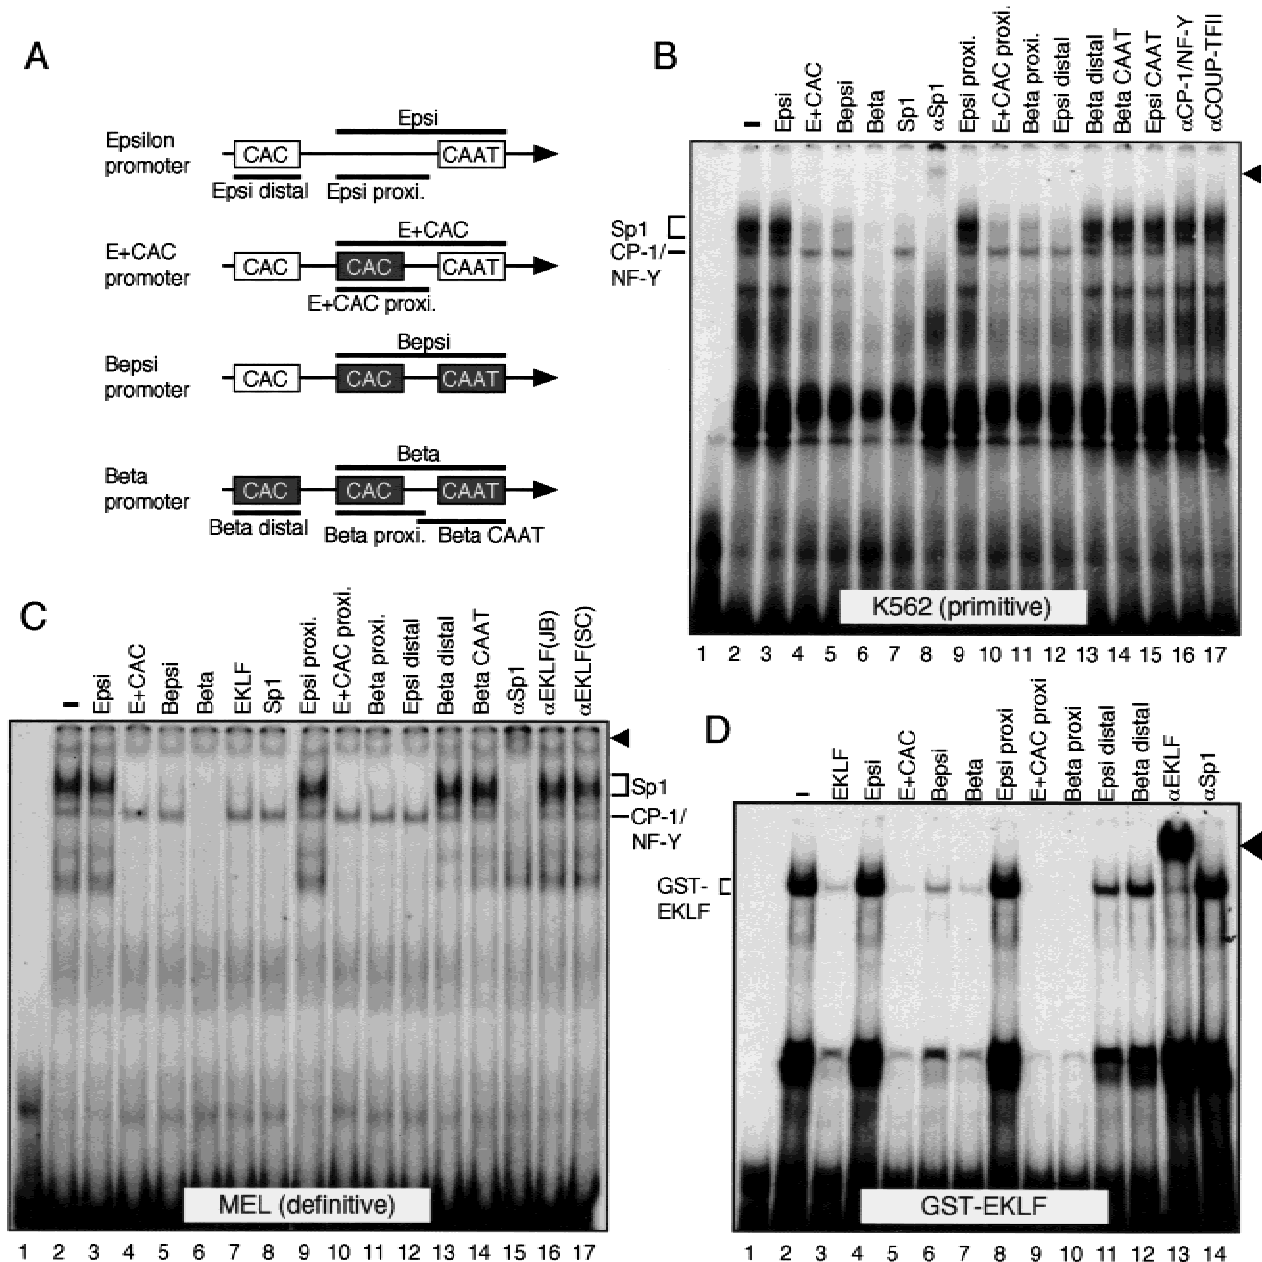 A
Epsi
Epsilon promoter
CAC
CAAT
Epsi distal
Epsi proxi.
E+CAC
E+CAC promoter
CAC
CAC
CAAT
E+CAC proxi.
Bepsi
Bepsi promoter
CAC
CAC
CAAT
Beta
Beta promoter
CAC
CAC
CAAT
Beta distal
Beta proxi.
Beta CAAT
B
–
Epsi
E+CAC
Bepsi
Beta
Sp1
αSp1
Epsi proxi.
E+CAC proxi.
Beta proxi.
Epsi distal
Beta distal
Beta CAAT
Epsi CAAT
αCP-1/NF-Y
αCOUP-TFII
Sp1
CP-1/
NF-Y
K562 (primitive)
1 2 3 4 5 6 7 8 9 10 11 12 13 14 15 16 17
C
–
Epsi
E+CAC
Bepsi
Beta
EKLF
Sp1
Epsi proxi.
E+CAC proxi.
Beta proxi.
Epsi distal
Beta distal
Beta CAAT
αSp1
αEKLF(JB)
αEKLF(SC)
Sp1
CP-1/
NF-Y
MEL (definitive)
1 2 3 4 5 6 7 8 9 10 11 12 13 14 15 16 17
D
–
EKLF
Epsi
E+CAC
Bepsi
Beta
Epsi proxi
E+CAC proxi
Beta proxi
Epsi distal
Beta distal
αEKLF
αSp1
GST-
EKLF
GST-EKLF
1 2 3 4 5 6 7 8 9 10 11 12 13 14